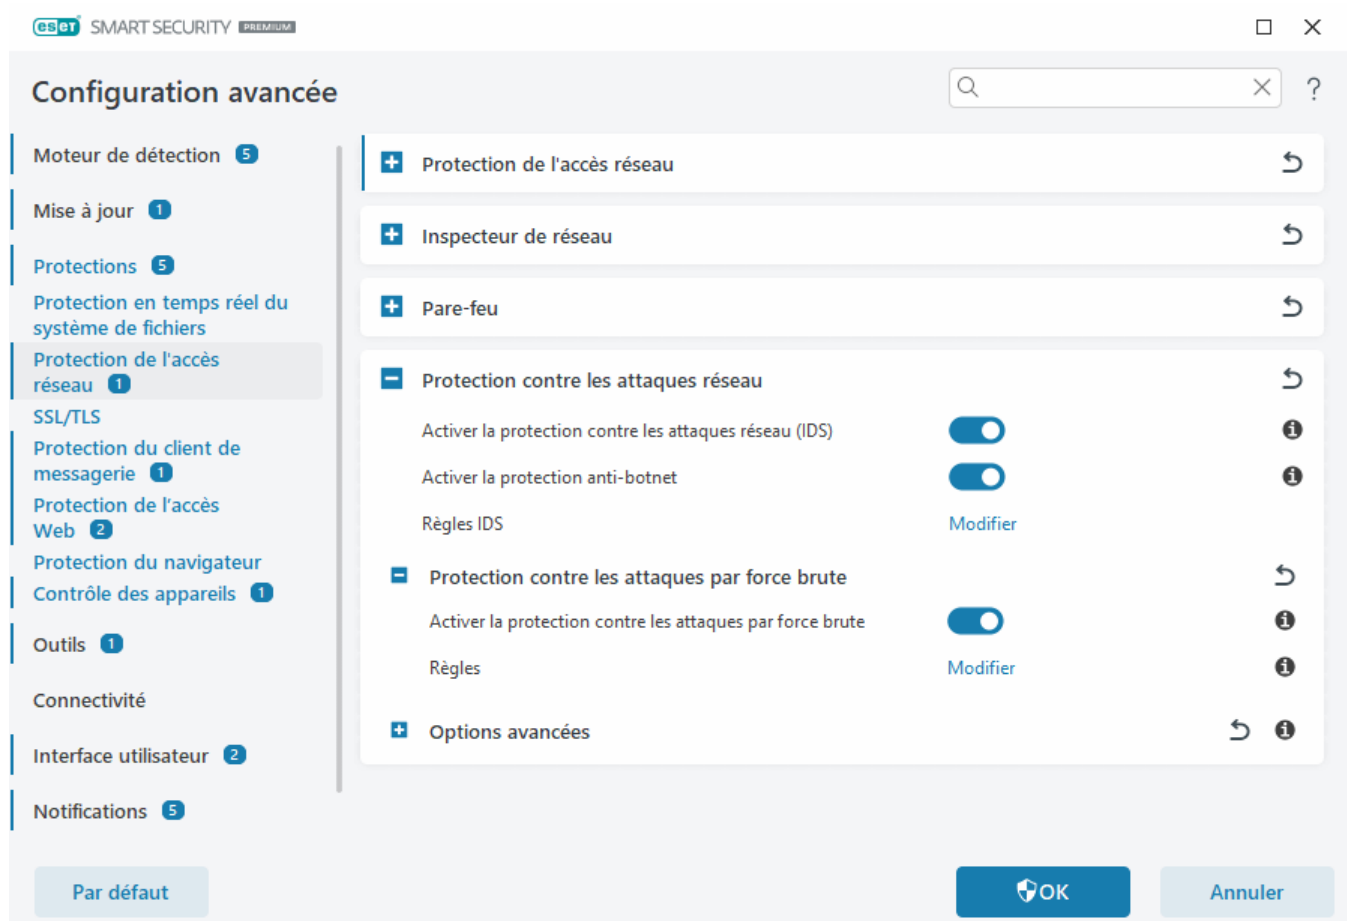 eset SMART SECURITY PREMIUM
Configuration avancée
?
Moteur de détection 5
Mise à jour 1
Protections 5
Protection en temps réel du
système de fichiers
Protection de l'accès
réseau 1
SSL/TLS
Protection du client de
messagerie 1
Protection de l'accès
Web 2
Protection du navigateur
Contrôle des appareils 1
Outils 1
Connectivité
Interface utilisateur 2
Notifications 5
Protection de l'accès réseau
Inspecteur de réseau
Pare-feu
Protection contre les attaques réseau
Activer la protection contre les attaques réseau (IDS)
Activer la protection anti-botnet
Règles IDS Modifier
Protection contre les attaques par force brute
Activer la protection contre les attaques par force brute
Règles Modifier
Options avancées
Par défaut
OK
Annuler